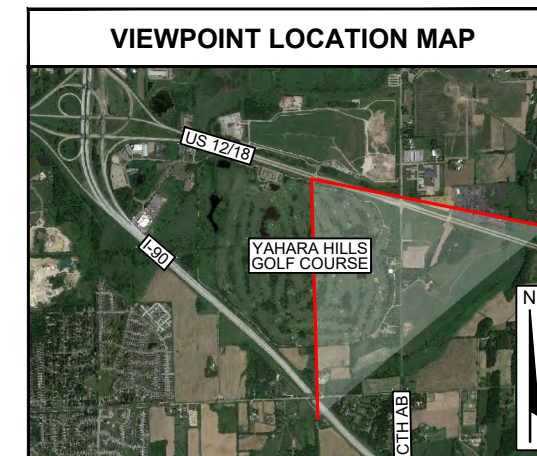 VIEWPOINT LOCATION MAP
US 12/18
I-90
YAHARA HILLS
GOLF COURSE
N
CTH AB